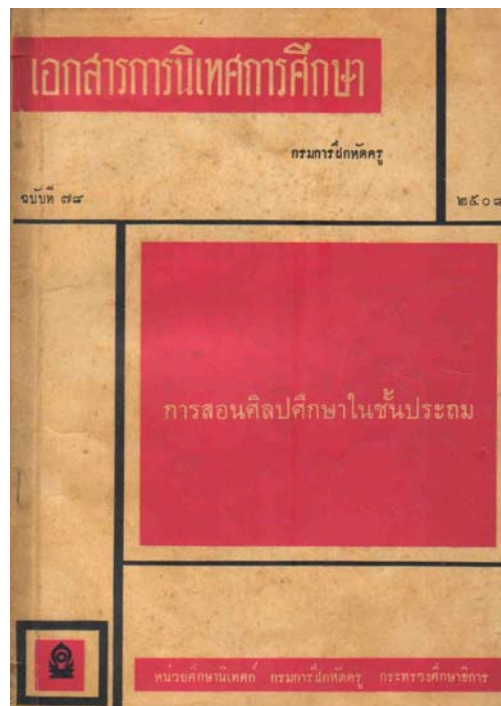 เอกสารการนิเทศการศึกษา
กรมการฝึกหัดครู
ฉบับที่ ๗๘
๒๕๐๘
การสอนศิลปศึกษาในชั้นประถม
หน่วยศึกษานิเทศก์ กรมการฝึกหัดครู กระทรวงศึกษาธิการ